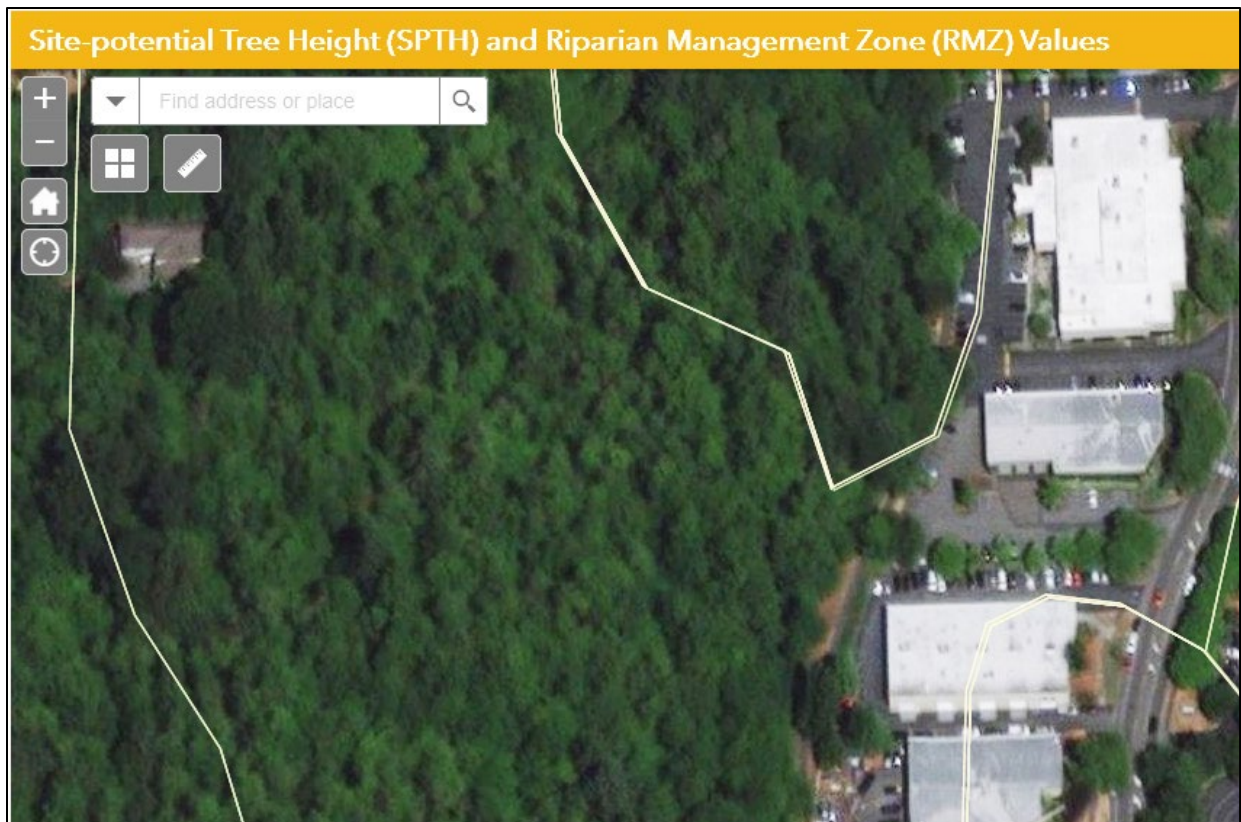 Site-potential Tree Height (SPTH) and Riparian Management Zone (RMZ) Values
Find address or place